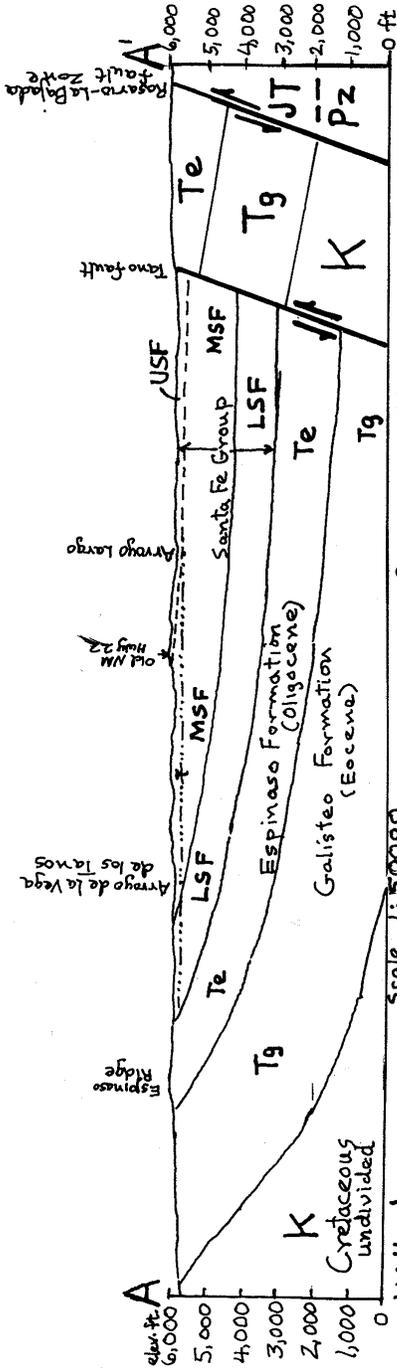 A
elev. ft.
6,000
5,000
4,000
3,000
2,000
1,000
0
Espinaso
Ridge
Arroyo de la Vega
de los Tanos
Old NM
Hwy 22
Arroyo Largo
USF
Tano fault
Rosario-La Bajada
fault Zone
A'
6,000
5,000
4,000
3,000
2,000
1,000
0 ft
MSF
MSF
Santa Fe Group
LSF
LSF
Te
Te
Te
Espinaso Formation
(Oligocene)
Tg
Tg
Tg
Galisteo Formation
(Eocene)
K
Cretaceous
undivided
K
JT
Pz
Scale 1:50000